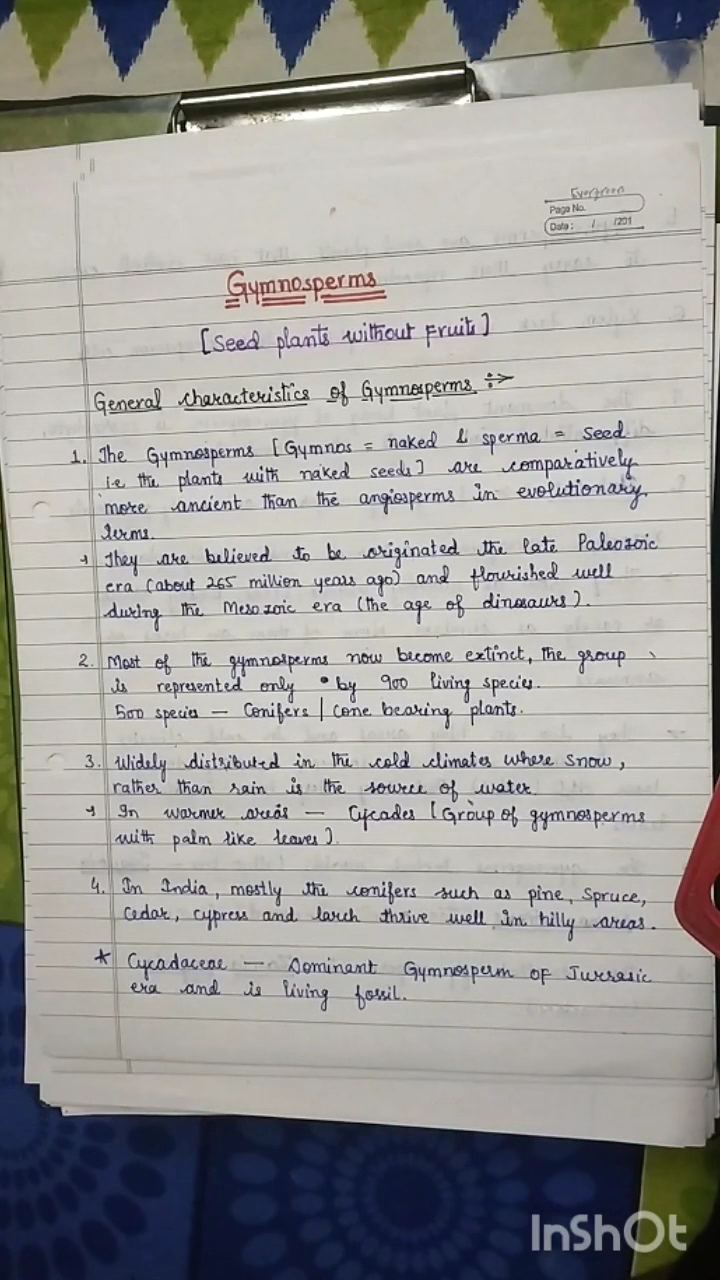 Evergreen
Page No.
Date: / /201
Gymnosperms
[Seed plants without Fruits]
General characteristics of Gymnosperms ÷>
1. The Gymnosperms [Gymnos = naked & sperma = seed
i.e the plants with naked seeds] are comparatively
more ancient than the angiosperms in evolutionary
terms.
→ They are believed to be originated the late Paleozoic
era (about 265 million years ago) and flourished well
during the Mesozoic era (the age of dinosaurs).
2. Most of the gymnosperms now become extinct, the group
is represented only by 900 living species.
500 species — Conifers / Cone bearing plants.
3. Widely distributed in the cold climates where snow,
rather than rain is the source of water.
→ In warmer areas — Cycades [Group of gymnosperms
with palm like leaves].
4. In India, mostly the conifers such as pine, Spruce,
Cedar, cypress and larch thrive well in hilly areas.
* Cycadaceae — Dominant Gymnosperm of Jurrasic
era and is living fossil.
InShOt